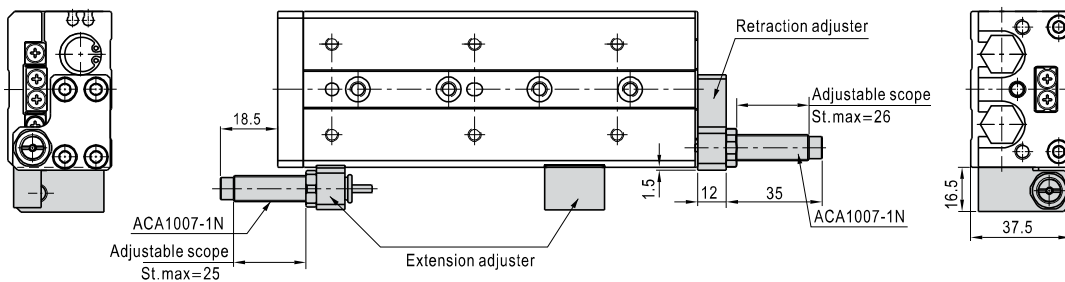 Retraction adjuster
Adjustable scope
St.max=26
18.5
1.5
12
35
ACA1007-1N
16.5
37.5
ACA1007-1N
Adjustable scope
St.max=25
Extension adjuster